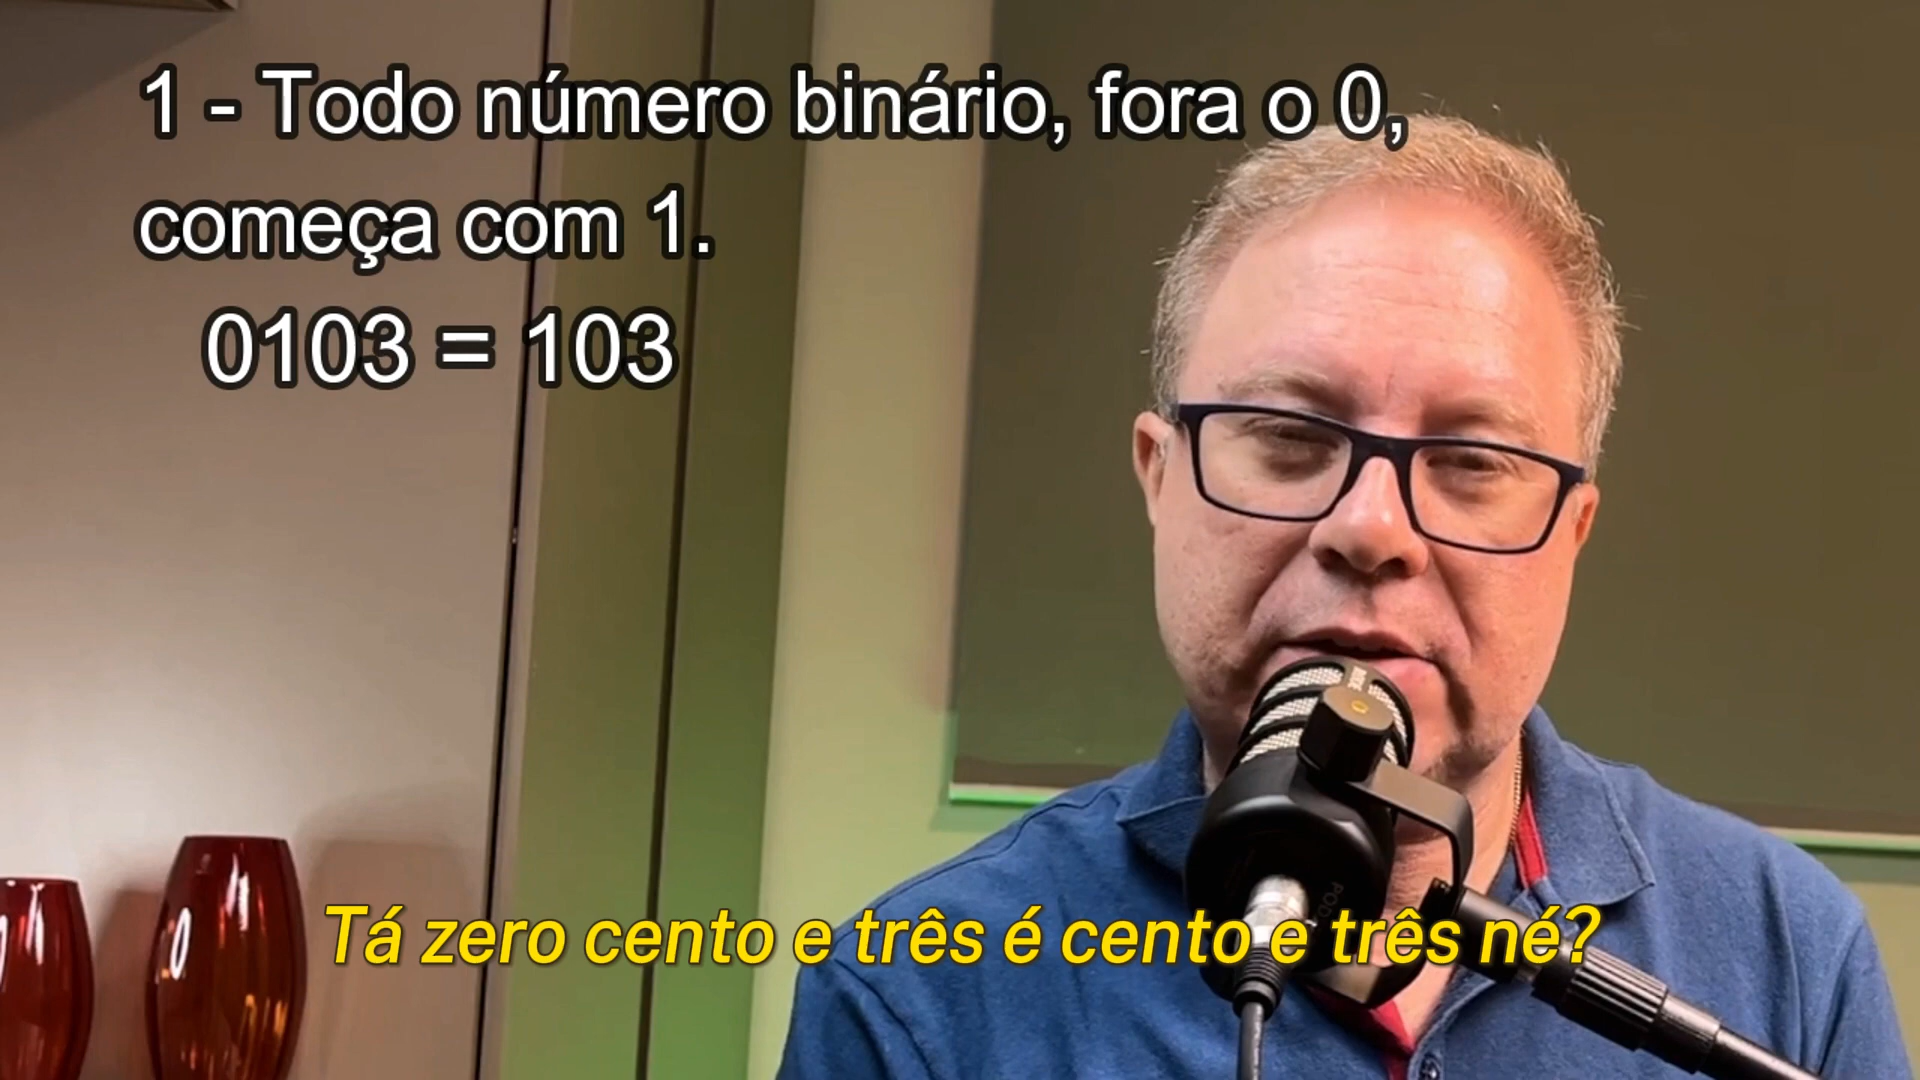 1 - Todo número binário, fora o 0,
começa com 1.
0103 = 103
Tá zero cento e três é cento e três né?